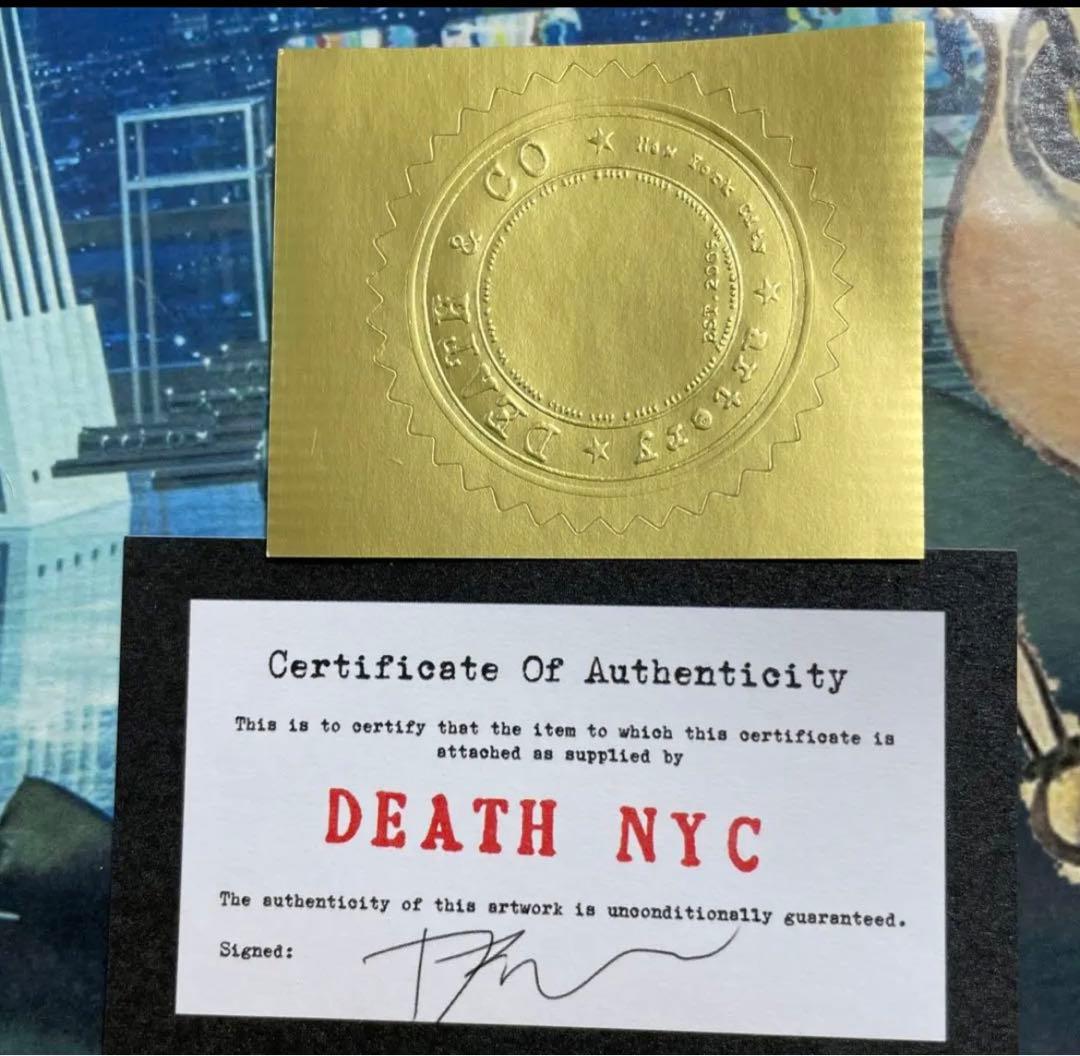 DEATH & CO ★ New York City ★
EST. 2005
Certificate Of Authenticity
This is to certify that the item to which this certificate is
attached as supplied by
DEATH NYC
The authenticity of this artwork is unconditionally guaranteed.
Signed: